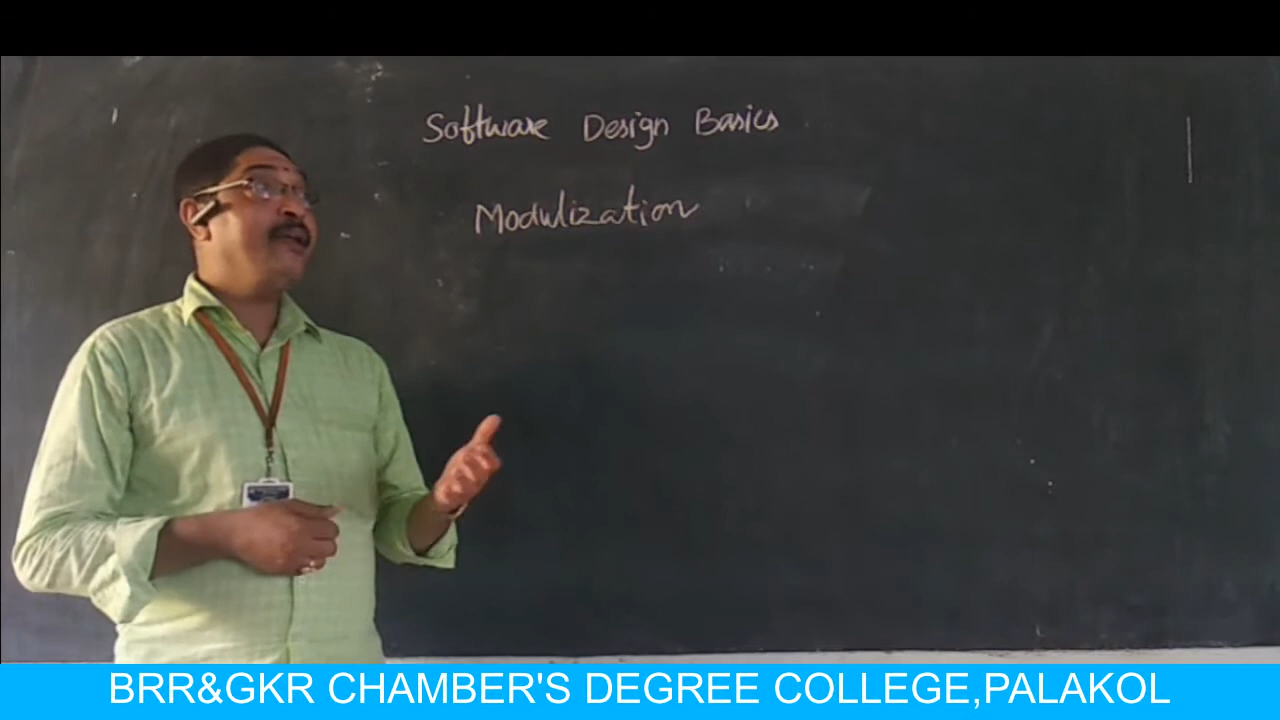 Software Design Basics
Modulization
BRR&GKR CHAMBER'S DEGREE COLLEGE,PALAKOL